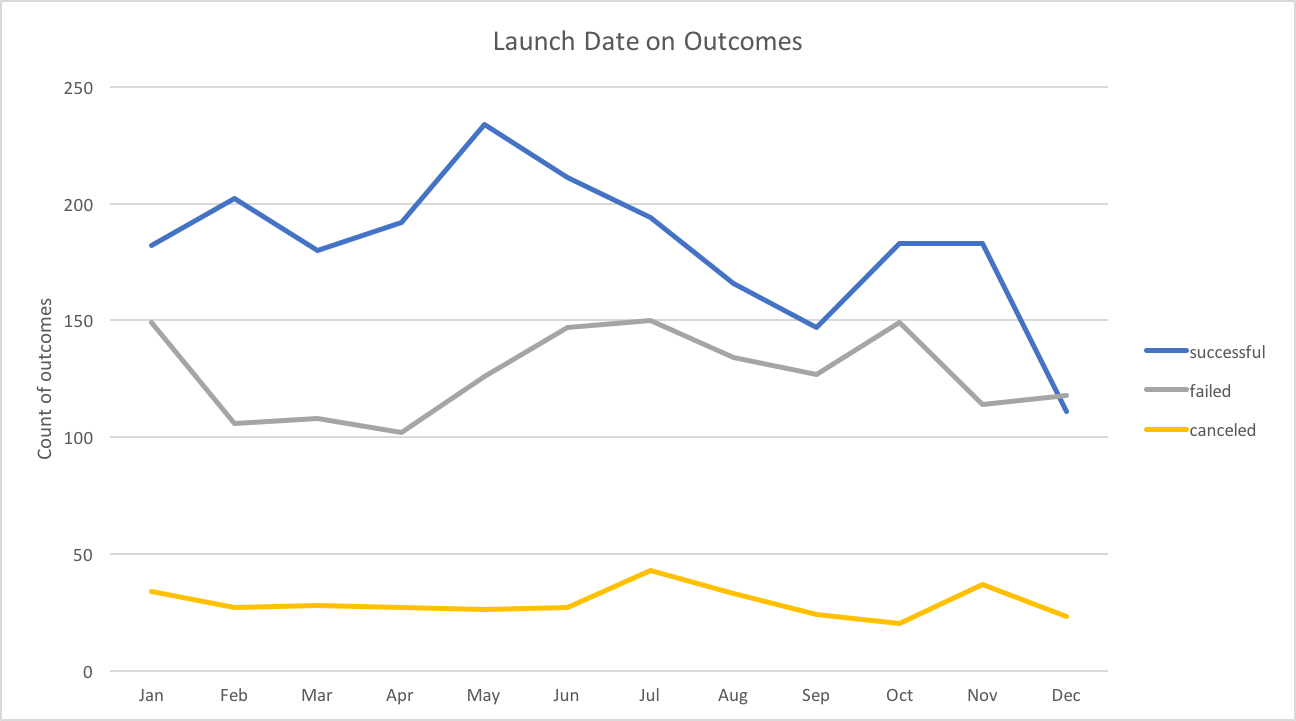 Launch Date on Outcomes
Count of outcomes
250
200
150
100
50
0
Jan Feb Mar Apr May Jun Jul Aug Sep Oct Nov Dec
successful
failed
canceled